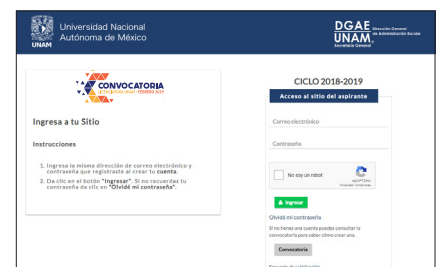 Universidad Nacional
Autónoma de México
UNAM
DGAE Dirección General
de Administración Escolar
UNAM
Secretaría General
CONVOCATORIA
LICENCIATURA UNAM - FEBRERO 2019
Ingresa a tu Sitio
Instrucciones
1. Ingresa la misma dirección de correo electrónico y
contraseña que registraste al crear tu cuenta.
2. Da clic en el botón "Ingresar". Si no recuerdas tu
contraseña da clic en "Olvidé mi contraseña".
CICLO 2018-2019
Acceso al sitio del aspirante
Correo electrónico
Contraseña
No soy un robot
reCAPTCHA
Ingresar
Olvidé mi contraseña
Si no tienes una cuenta puedes consultar la
convocatoria para saber cómo crear una.
Convocatoria